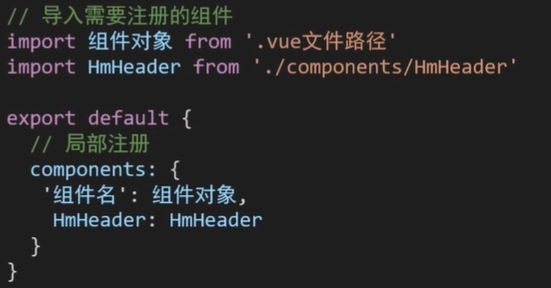 // 导入需要注册的组件
import 组件对象 from '.vue文件路径'
import HmHeader from './components/HmHeader'

export default {
  // 局部注册
  components: {
   '组件名': 组件对象,
    HmHeader: HmHeader
  }
}